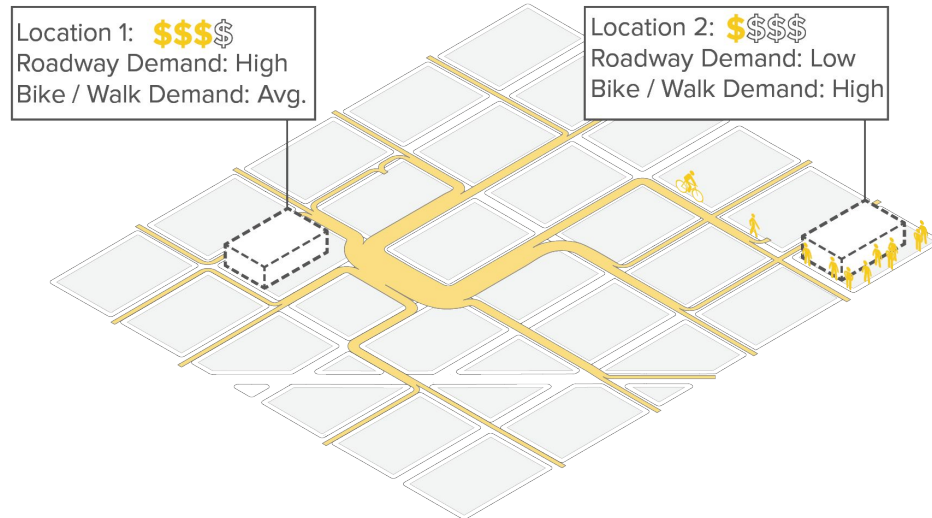 Location 1: $$$$
Roadway Demand: High
Bike / Walk Demand: Avg.
Location 2: $$$$
Roadway Demand: Low
Bike / Walk Demand: High